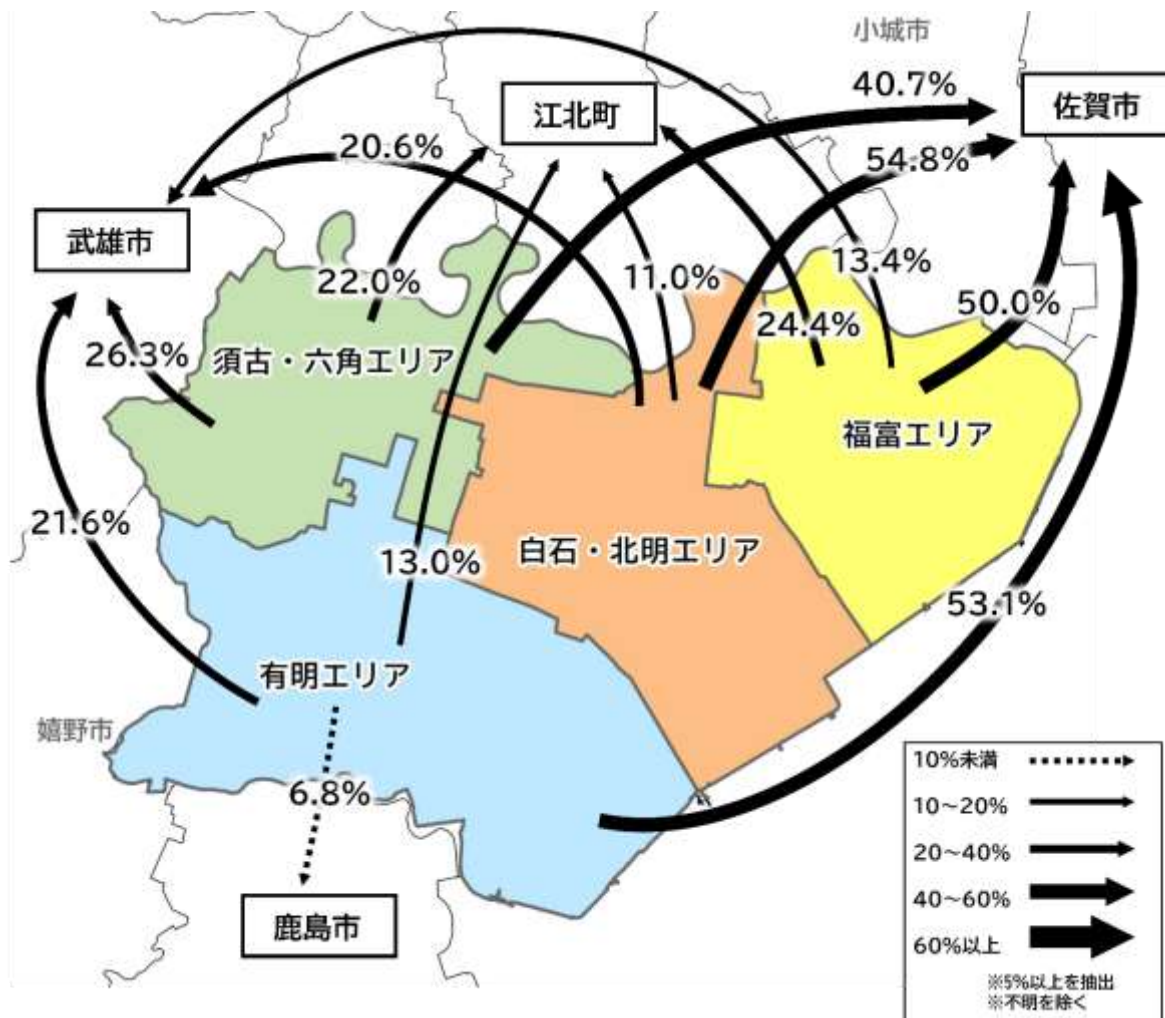 小城市
40.7%
佐賀市
江北町
20.6%
54.8%
武雄市
22.0%
11.0%
13.4%
26.3%
須古・六角エリア
24.4%
50.0%
福富エリア
21.6%
13.0%
白石・北明エリア
53.1%
有明エリア
嬉野市
6.8%
鹿島市
10%未満
10～20%
20～40%
40～60%
60%以上
※5%以上を抽出
※不明を除く